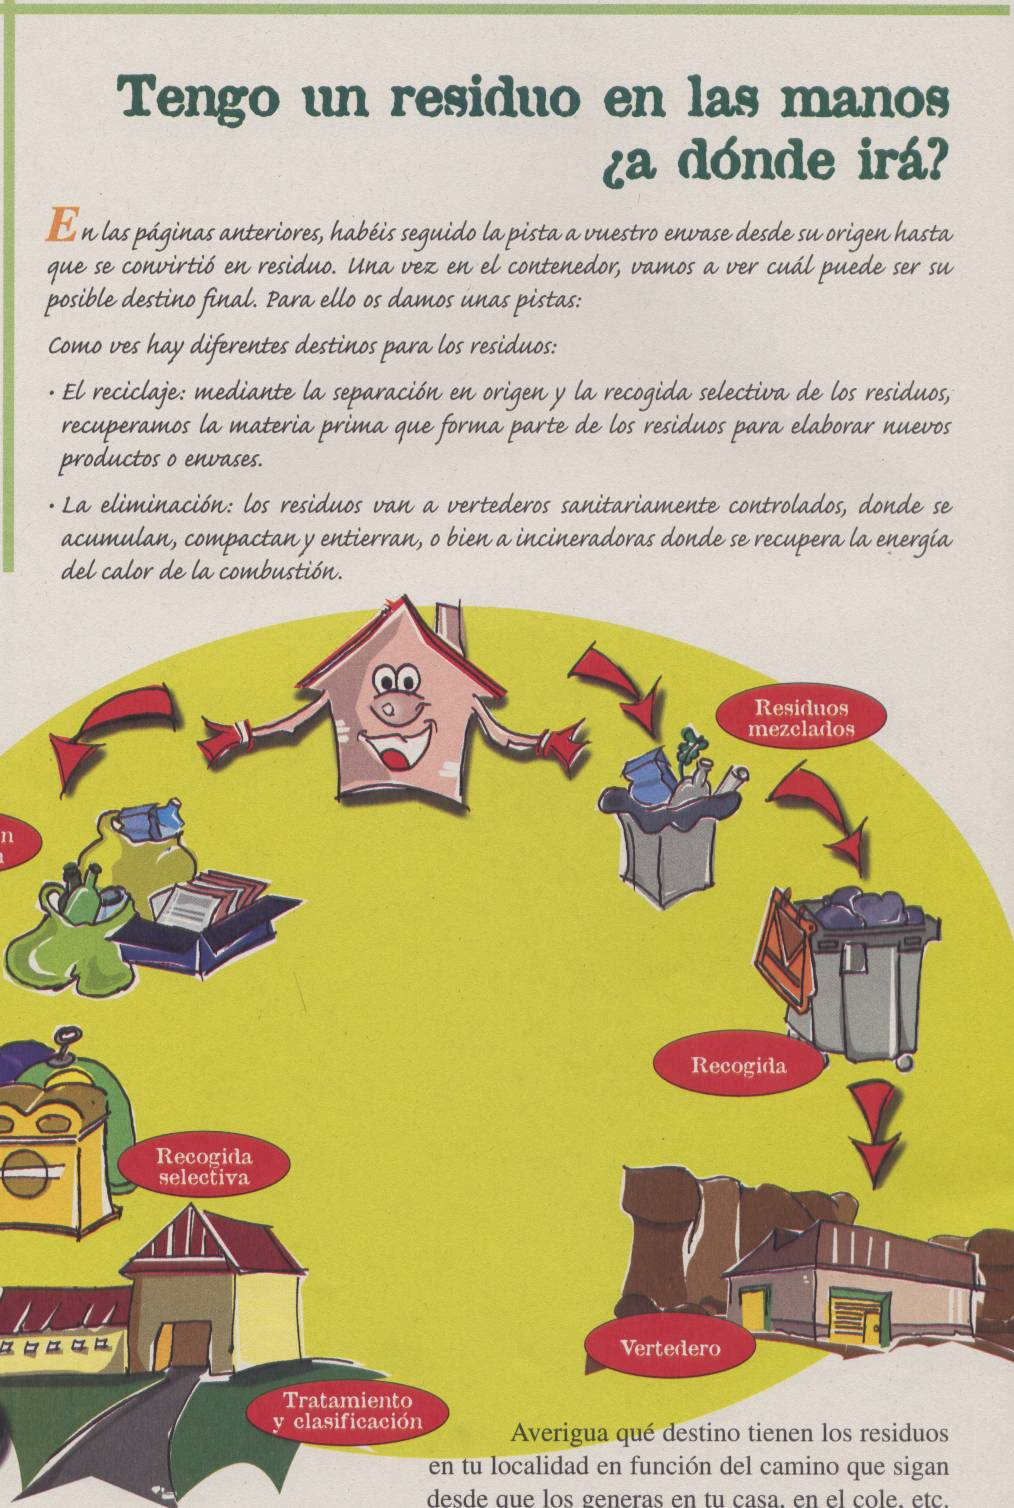 Tengo un residuo en las manos
¿a dónde irá?
En las páginas anteriores, habéis seguido la pista a vuestro envase desde su origen hasta
que se convirtió en residuo. Una vez en el contenedor, vamos a ver cuál puede ser su
posible destino final. Para ello os damos unas pistas:
Como ves hay diferentes destinos para los residuos:
· El reciclaje: mediante la separación en origen y la recogida selectiva de los residuos,
recuperamos la materia prima que forma parte de los residuos para elaborar nuevos
productos o envases.
· La eliminación: los residuos van a vertederos sanitariamente controlados, donde se
acumulan, compactan y entierran, o bien a incineradoras donde se recupera la energía
del calor de la combustión.
Residuos
mezclados
Recogida
Recogida
selectiva
Vertedero
Tratamiento
y clasificación
Averigua qué destino tienen los residuos
en tu localidad en función del camino que sigan
desde que los generas en tu casa, en el cole, etc.